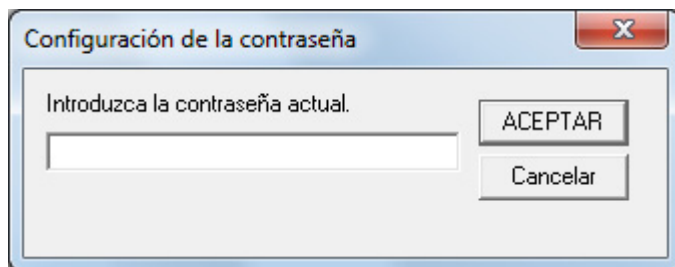 Configuración de la contraseña
Introduzca la contraseña actual.
ACEPTAR
Cancelar